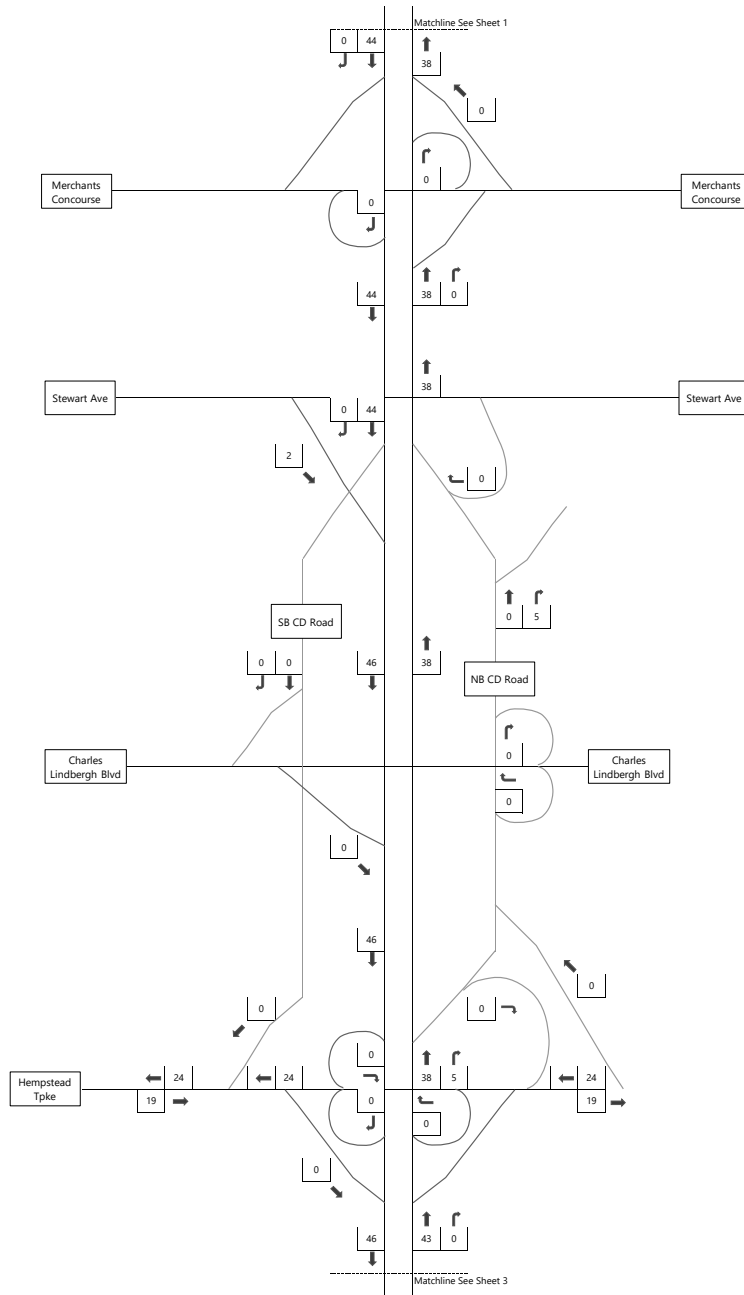 Matchline See Sheet 1
0 44
38
0
0
Merchants
Concourse
0
Merchants
Concourse
44
38 0
38
Stewart Ave
0 44
Stewart Ave
2
0
0 5
SB CD Road
0 0
46
38
NB CD Road
0
Charles
Lindbergh Blvd
Charles
Lindbergh Blvd
0
0
46
0
0
0
0
38 5
24
24
24
Hempstead
Tpke
19
0
0
19
0
46
43 0
Matchline See Sheet 3